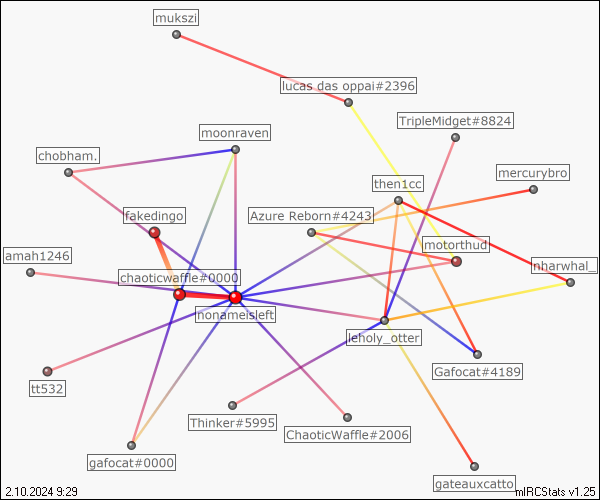 mukszi
lucas das oppai#2396
TripleMidget#8824
moonraven
chobham.
mercurybro
then1cc
fakedingo
Azure Reborn#4243
motorthud
amah1246
nharwhal_
chaoticwaffle#0000
nonameisleft
leholy_otter
Gafocat#4189
tt532
Thinker#5995
ChaoticWaffle#2006
gafocat#0000
gateauxcatto
2.10.2024 9:29
mIRCStats v1.25